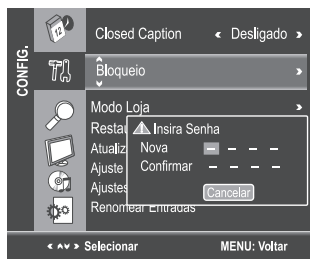 CONFIG.
12
Closed Caption
Desligado
Bloqueio
Modo Loja
Restau
⚠ Insira Senha
Nova – – – –
Confirmar – – – –
Cancelar
Atualiz
Ajuste
Ajustes
Renomear Entradas
Selecionar
MENU: Voltar